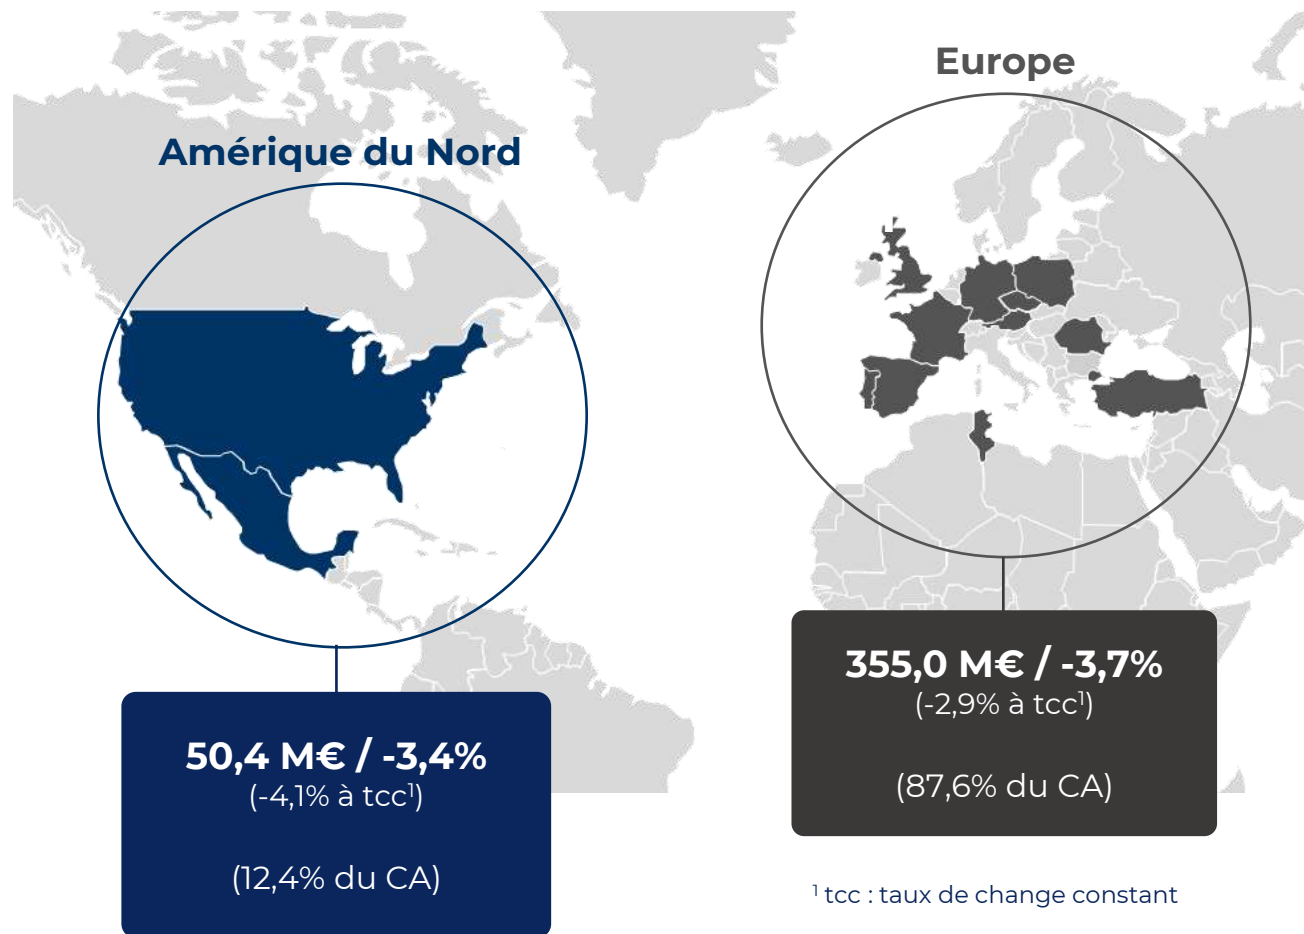 Amérique du Nord
50,4 M€ / -3,4%
(-4,1% à tcc¹)
(12,4% du CA)
Europe
355,0 M€ / -3,7%
(-2,9% à tcc¹)
(87,6% du CA)
¹ tcc : taux de change constant